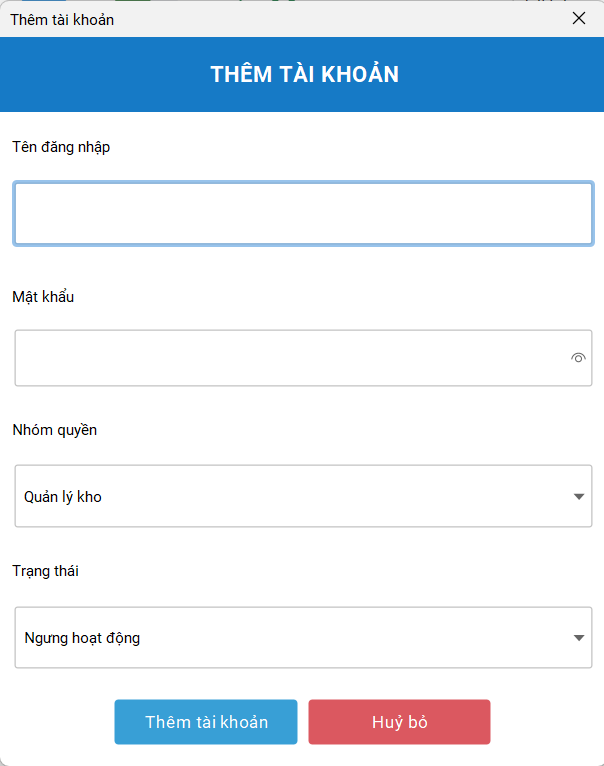 Thêm tài khoản
THÊM TÀI KHOẢN
Tên đăng nhập
Mật khẩu
Nhóm quyền
Quản lý kho
Trạng thái
Ngưng hoạt động
Thêm tài khoản
Huỷ bỏ